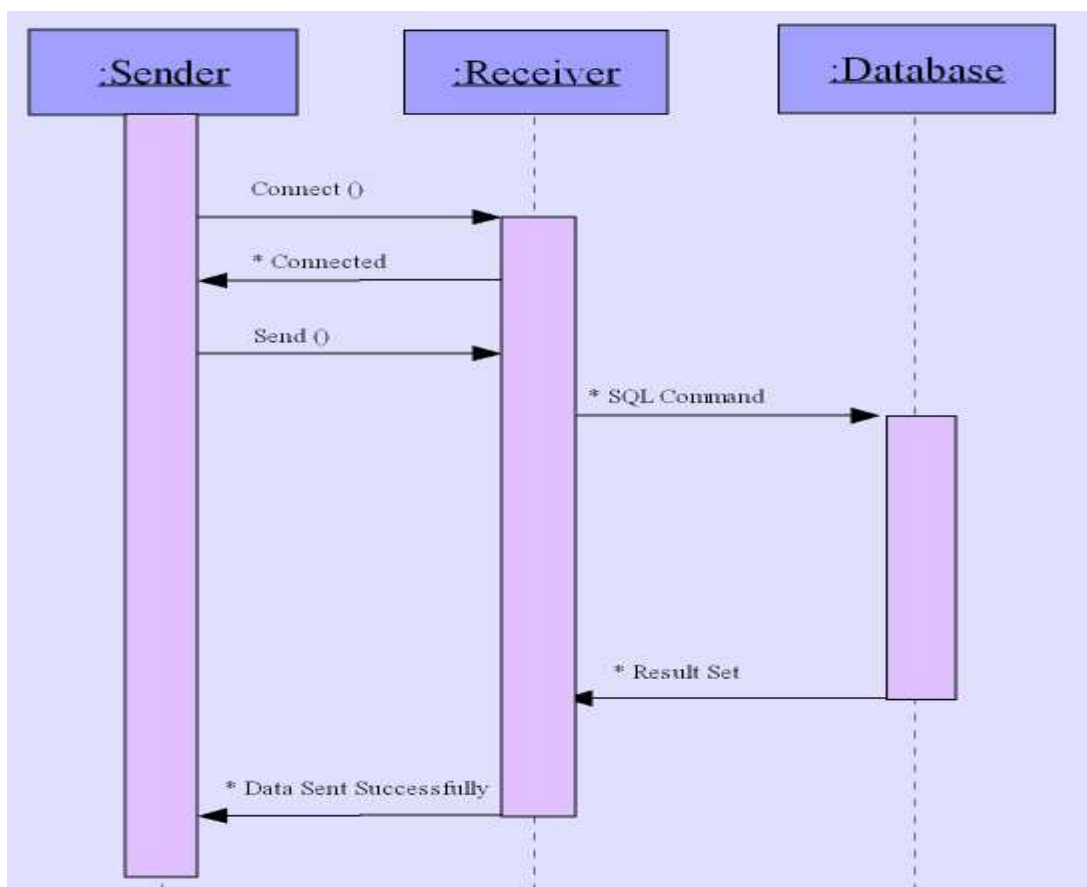 :Sender
:Receiver
:Database
Connect ()
* Connected
Send ()
* SQL Command
* Result Set
* Data Sent Successfully